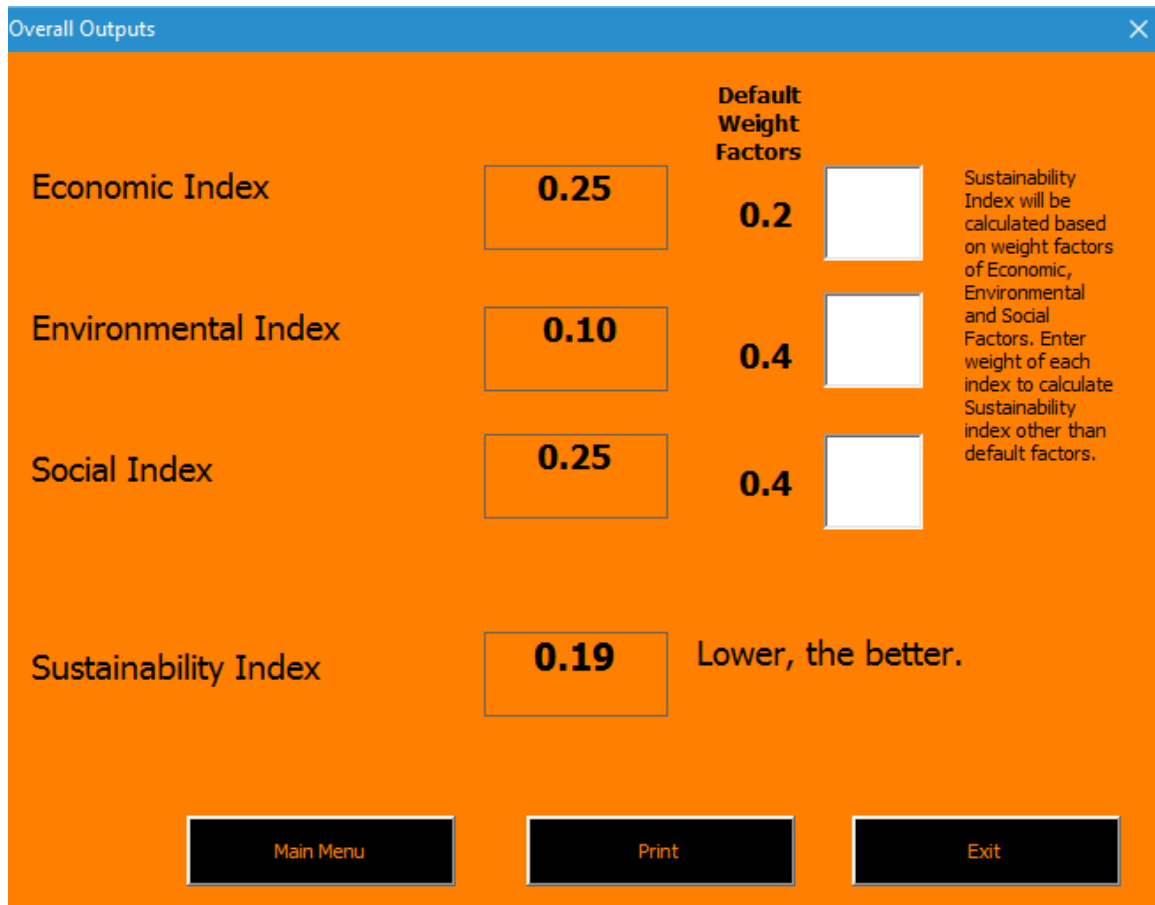 Overall Outputs
Default
Weight
Factors
Economic Index
0.25
0.2
Sustainability
Index will be
calculated based
on weight factors
of Economic,
Environmental
and Social
Factors. Enter
weight of each
index to calculate
Sustainability
index other than
default factors.
Environmental Index
0.10
0.4
Social Index
0.25
0.4
Sustainability Index
0.19
Lower, the better.
Main Menu
Print
Exit